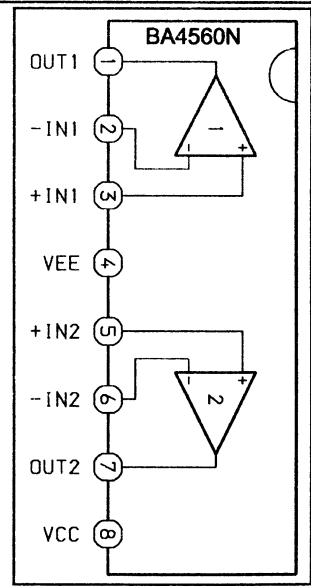 BA4560N
OUT1 1
-IN1 2
1
- +
+IN1 3
VEE 4
+IN2 5
- +
-IN2 6
2
OUT2 7
VCC 8